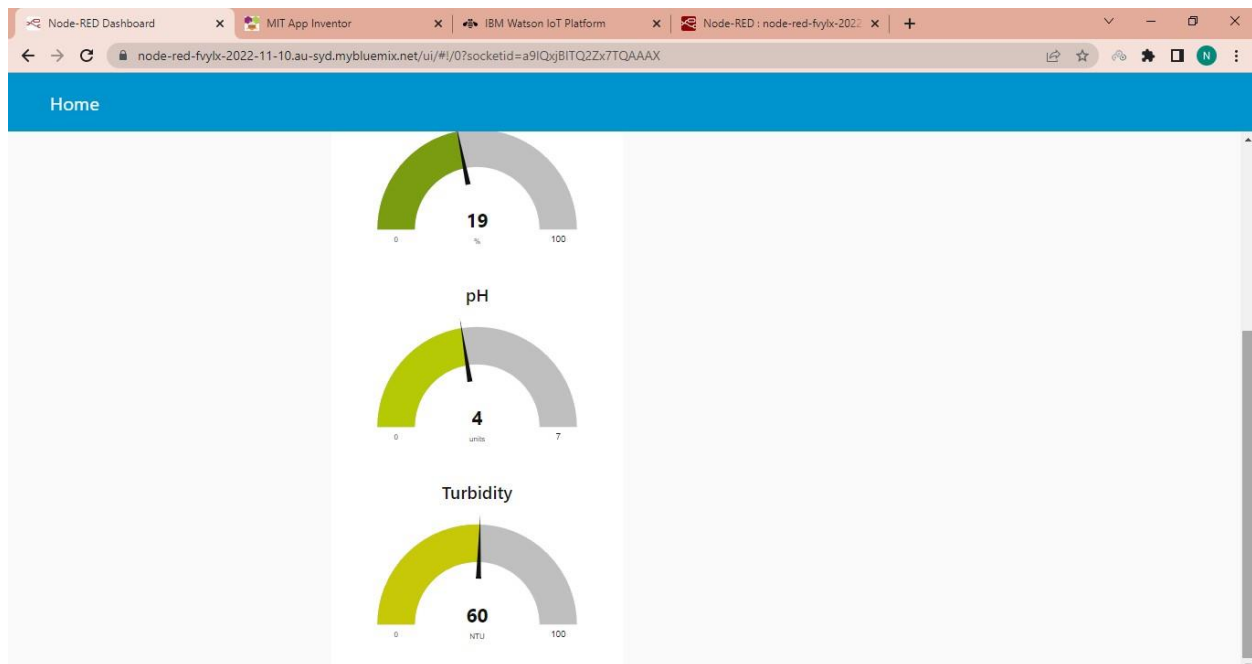 Node-RED Dashboard
MIT App Inventor
IBM Watson IoT Platform
Node-RED : node-red-fvylx-2022
node-red-fvylx-2022-11-10.au-syd.mybluemix.net/ui/#!/0?socketid=a9IQxjBITQ2Zx7TQAAAX
N
Home
19
0 % 100
pH
4
0 units 7
Turbidity
60
0 NTU 100